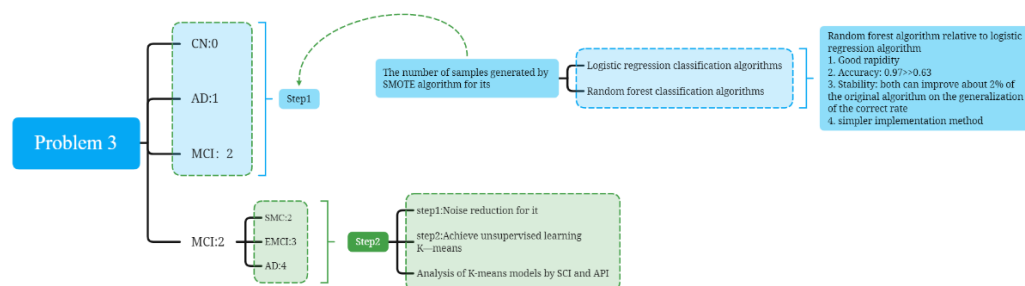 Problem 3
CN:0
AD:1
MCI: 2
Step1
The number of samples generated by
SMOTE algorithm for its
Logistic regression classification algorithms
Random forest classification algorithms
Random forest algorithm relative to logistic
regression algorithm
1. Good rapidity
2. Accuracy: 0.97>>0.63
3. Stability: both can improve about 2% of
the original algorithm on the generalization
of the correct rate
4. simpler implementation method
MCI:2
SMC:2
EMCI:3
AD:4
Step2
step1:Noise reduction for it
step2:Achieve unsupervised learning
K—means
Analysis of K-means models by SCI and API